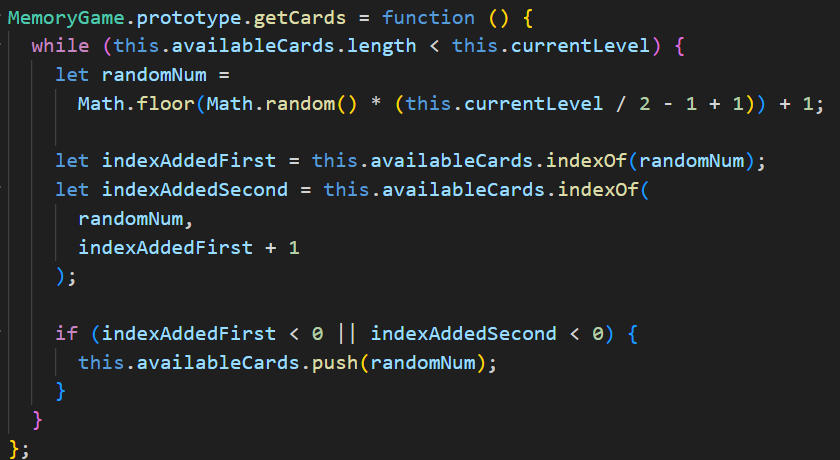 MemoryGame.prototype.getCards = function () {
while (this.availableCards.length < this.currentLevel) {
let randomNum =
Math.floor(Math.random() * (this.currentLevel / 2 - 1 + 1)) + 1;
let indexAddedFirst = this.availableCards.indexOf(randomNum);
let indexAddedSecond = this.availableCards.indexOf(
randomNum,
indexAddedFirst + 1
);
if (indexAddedFirst < 0 || indexAddedSecond < 0) {
this.availableCards.push(randomNum);
}
}
};